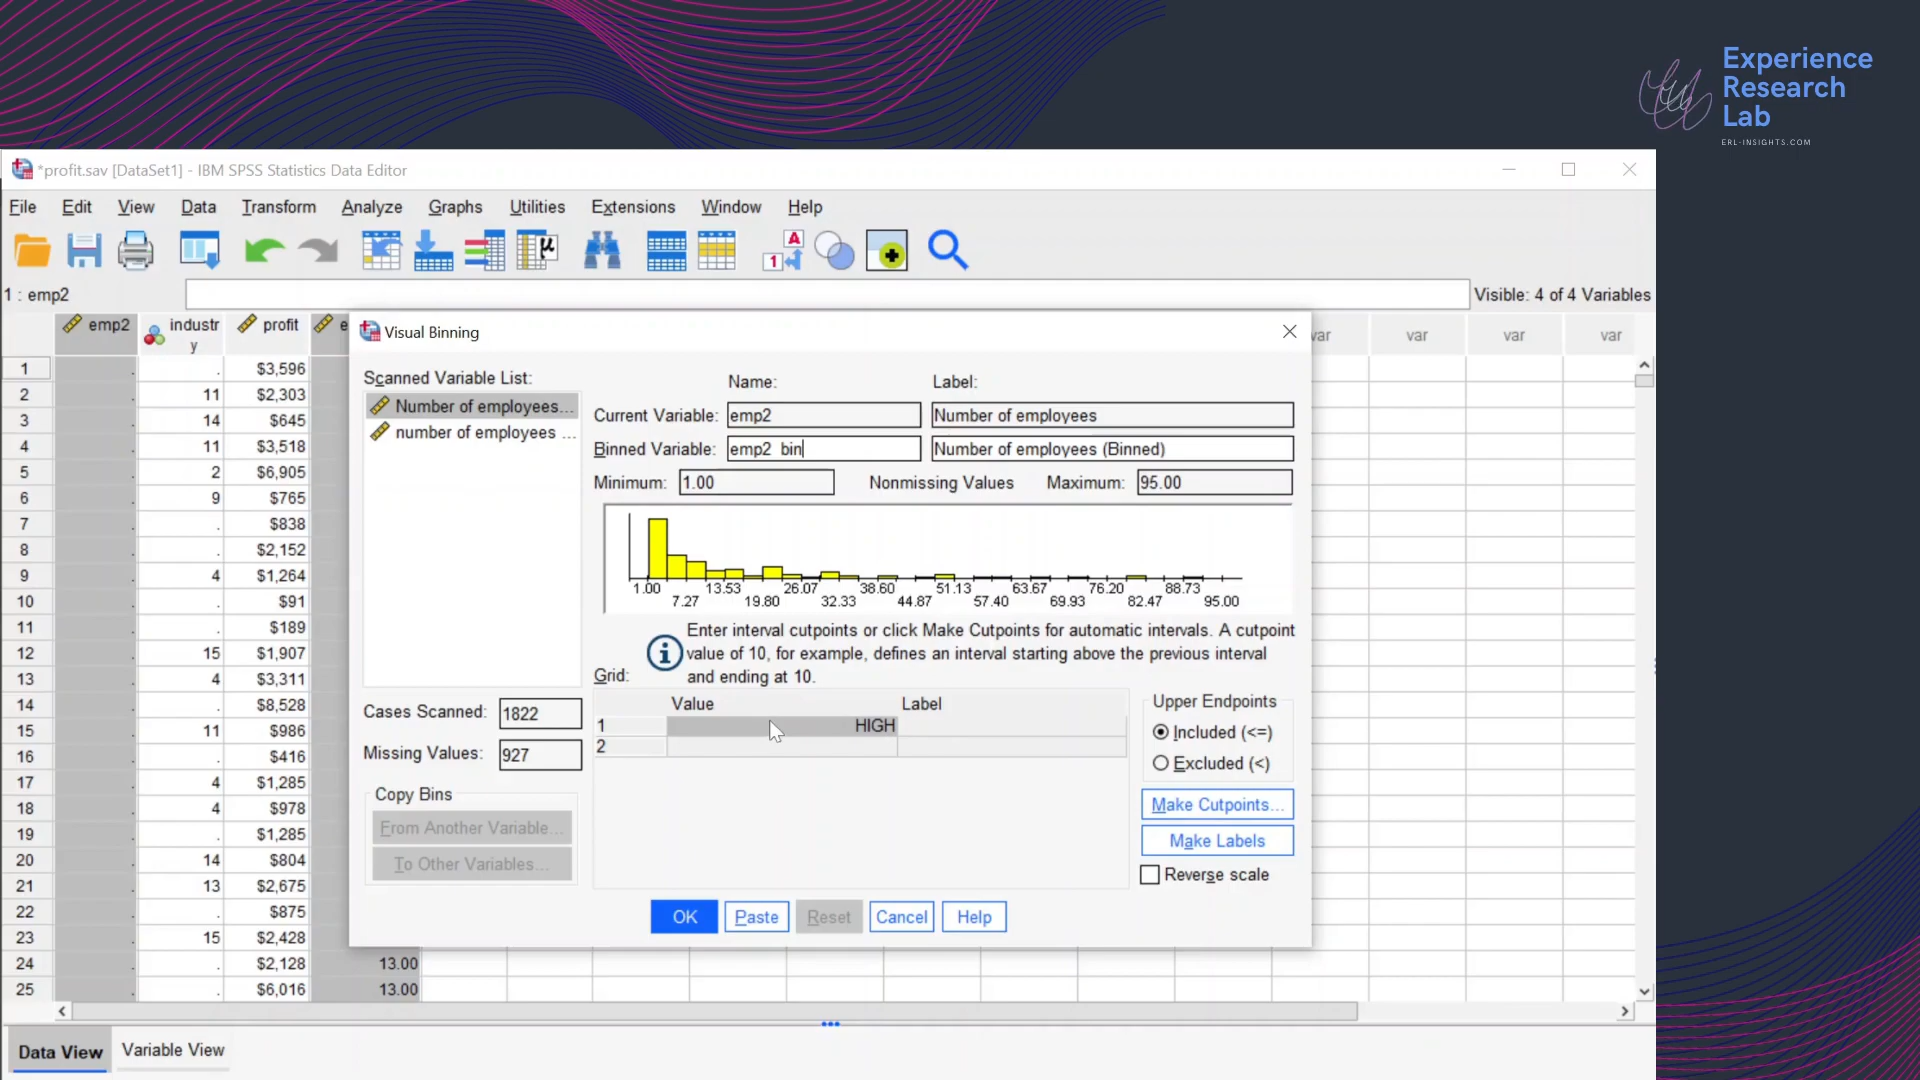 Experience
Research
Lab
ERL-INSIGHTS.COM
*profit.sav [DataSet1] - IBM SPSS Statistics Data Editor
File Edit View Data Transform Analyze Graphs Utilities Extensions Window Help
1 : emp2
Visible: 4 of 4 Variables
emp2 industr
y profit e var var var var
1 . . $3,596
2 . 11 $2,303
3 . 14 $645
4 . 11 $3,518
5 . 2 $6,905
6 . 9 $765
7 . . $838
8 . . $2,152
9 . 4 $1,264
10 . . $91
11 . . $189
12 . 15 $1,907
13 . 4 $3,311
14 . . $8,528
15 . 11 $986
16 . . $416
17 . 4 $1,285
18 . 4 $978
19 . . $1,285
20 . 14 $804
21 . 13 $2,675
22 . . $875
23 . 15 $2,428
24 . . $2,128 13.00
25 . . $6,016 13.00
Visual Binning
Scanned Variable List:
Number of employees...
number of employees ...
Name: Label:
Current Variable: emp2 Number of employees
Binned Variable: emp2 bin Number of employees (Binned)
Minimum: 1.00 Nonmissing Values Maximum: 95.00
1.00 13.53 26.07 38.60 51.13 63.67 76.20 88.73
7.27 19.80 32.33 44.87 57.40 69.93 82.47 95.00
Enter interval cutpoints or click Make Cutpoints for automatic intervals. A cutpoint
value of 10, for example, defines an interval starting above the previous interval
and ending at 10.
Grid:
Value Label
1 HIGH
2
Cases Scanned: 1822
Missing Values: 927
Copy Bins
From Another Variable...
To Other Variables...
Upper Endpoints
Included (<=)
Excluded (<)
Make Cutpoints...
Make Labels
Reverse scale
OK Paste Reset Cancel Help
Data View Variable View